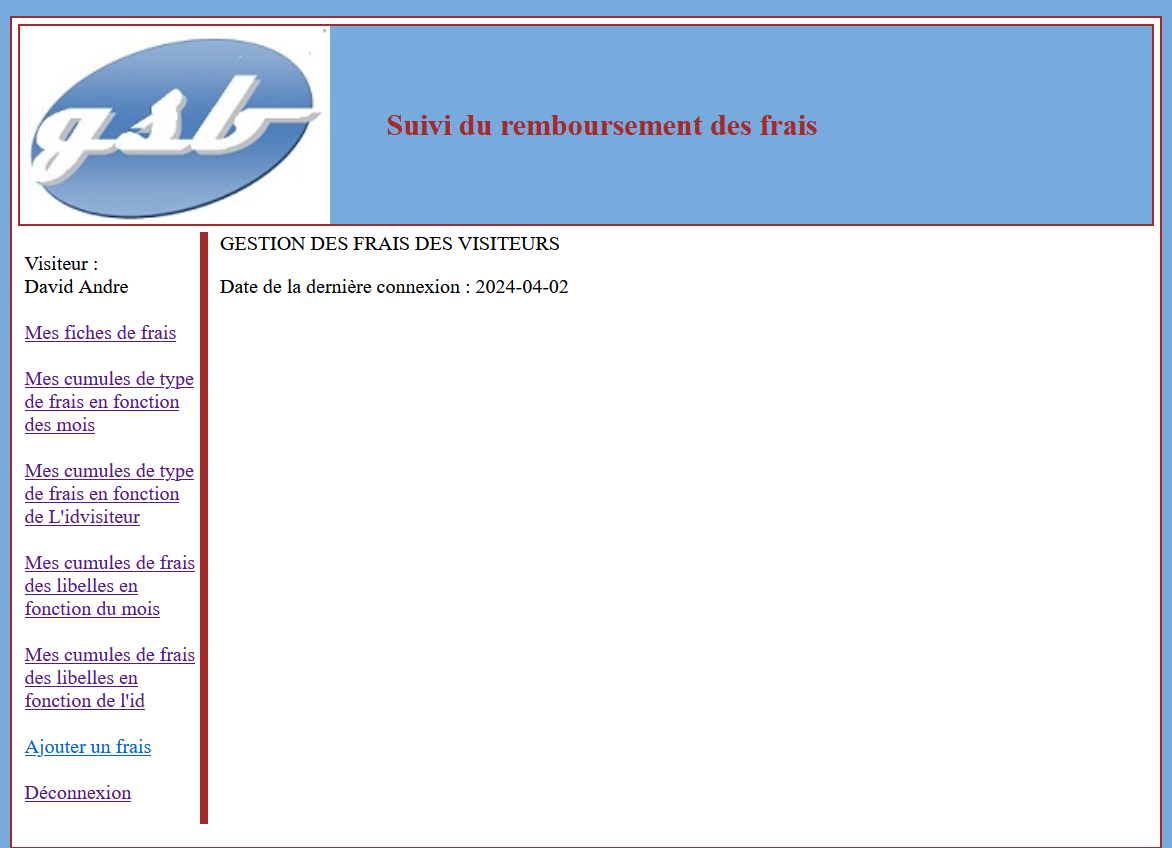 gsb
Suivi du remboursement des frais
Visiteur :
David Andre
Mes fiches de frais
Mes cumules de type
de frais en fonction
des mois
Mes cumules de type
de frais en fonction
de L'idvisiteur
Mes cumules de frais
des libelles en
fonction du mois
Mes cumules de frais
des libelles en
fonction de l'id
Ajouter un frais
Déconnexion
GESTION DES FRAIS DES VISITEURS
Date de la dernière connexion : 2024-04-02